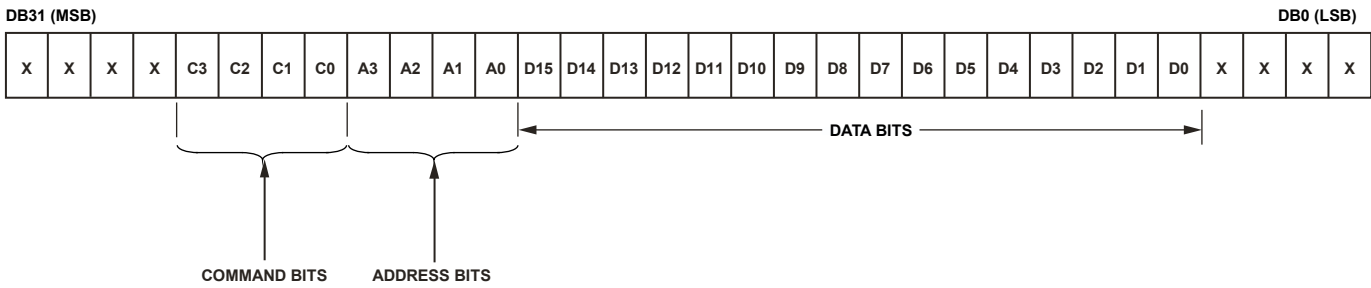 DB31 (MSB) DB0 (LSB)
X X X X C3 C2 C1 C0 A3 A2 A1 A0 D15 D14 D13 D12 D11 D10 D9 D8 D7 D6 D5 D4 D3 D2 D1 D0 X X X X
DATA BITS
COMMAND BITS ADDRESS BITS